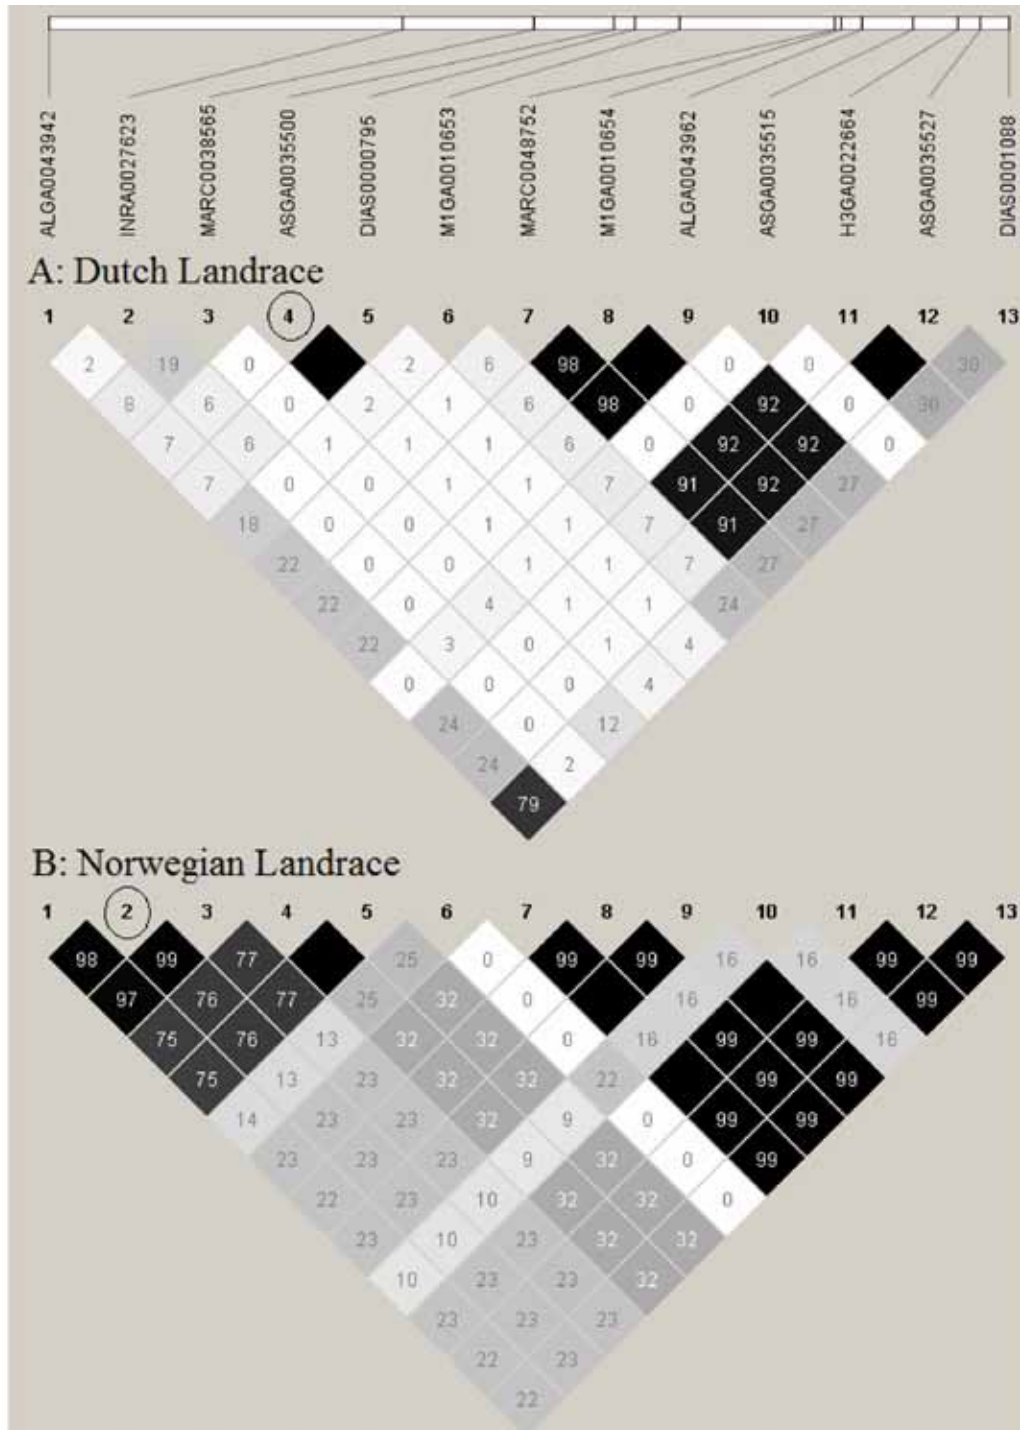 ALGA0043942
INRA0027623
MARC0038565
ASGA0035500
DIAS0000795
M1GA0010653
MARC0048752
M1GA0010654
ALGA0043962
ASGA0035515
H3GA0022664
ASGA0035527
DIAS0001088
A: Dutch Landrace
1 2 3 4 5 6 7 8 9 10 11 12 13
2 19 0 2 6 98 0 0 30
8 6 0 2 1 6 98 0 92 0 30
7 6 1 1 1 6 0 92 92 0
7 0 0 1 1 7 91 92 27
18 0 0 1 1 7 91 27
22 0 0 1 1 7 27
22 0 4 1 1 24
22 3 0 1 4
0 0 0 4
24 0 12
24 2
79
B: Norwegian Landrace
1 2 3 4 5 6 7 8 9 10 11 12 13
98 99 77 25 0 99 99 16 16 99 99
97 76 77 25 32 0 16 16 99
75 76 13 32 32 0 16 99 99 16
75 13 23 32 32 22 99 99
14 23 23 32 9 0 99 99
23 23 23 9 32 0 99
22 23 10 32 32 0
23 10 23 32 32
10 23 23 32
23 23 23
22 23
22